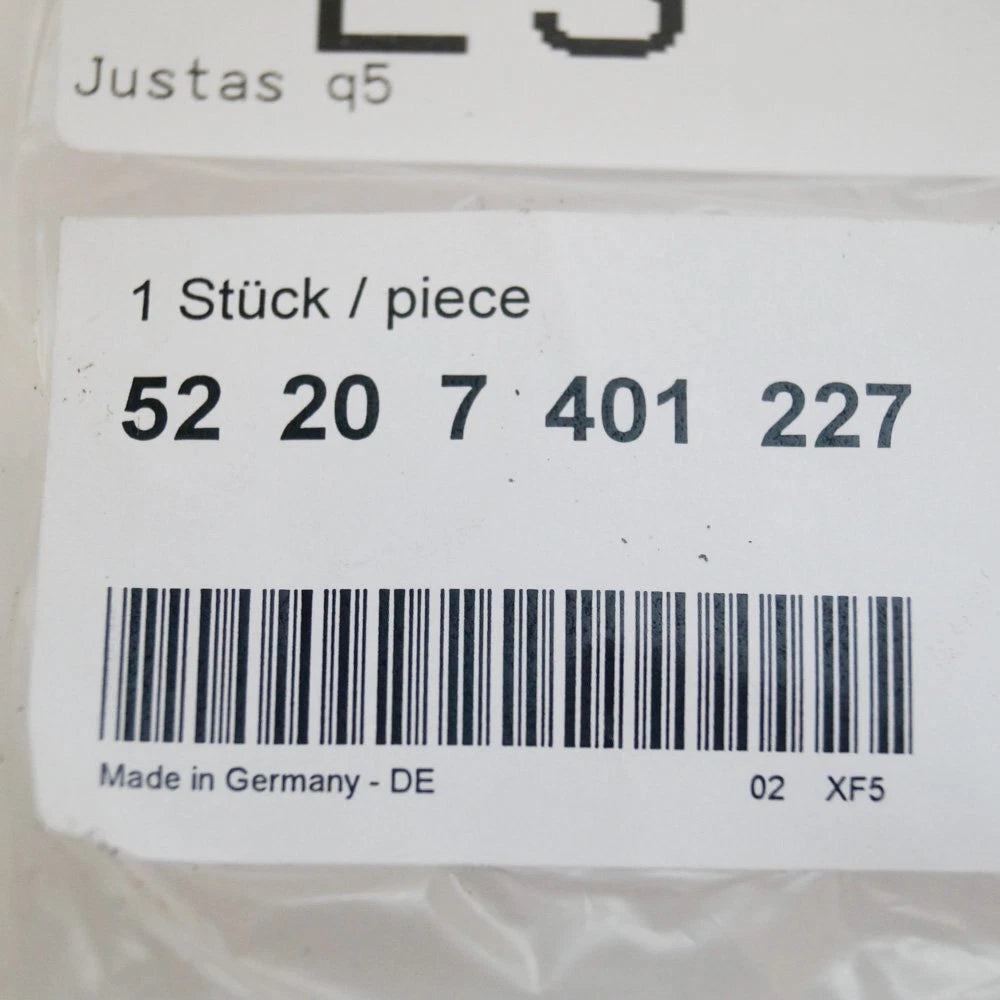 Justas q5
1 Stück / piece
52 20 7 401 227
Made in Germany - DE 02 XF5